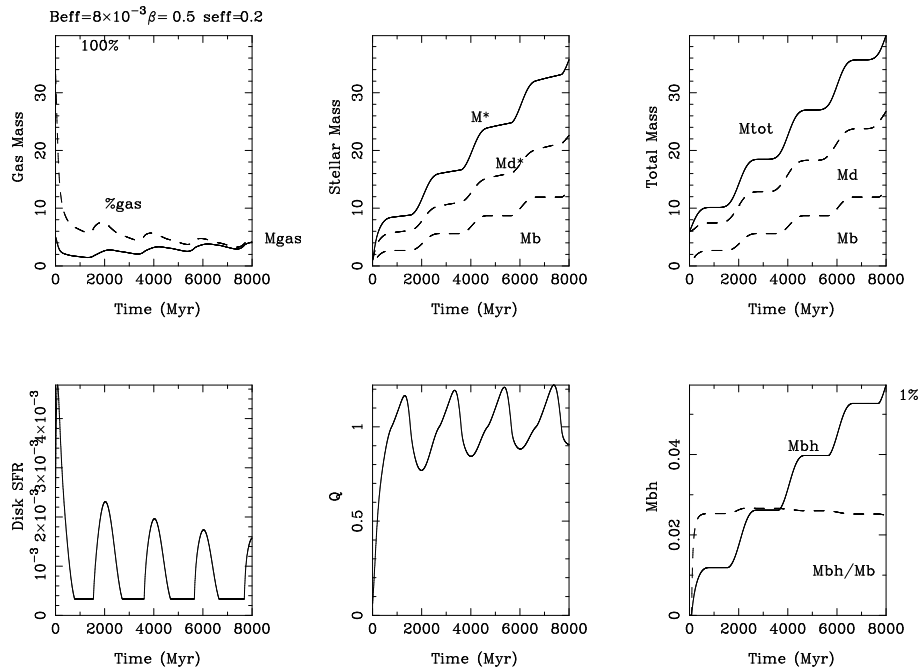 Beff=8×10⁻³β= 0.5 seff=0.2
100%
%gas
Mgas
Gas Mass
0 10 20 30
0 2000 4000 6000 8000
Time (Myr)
M*
Md*
Mb
Stellar Mass
0 10 20 30
0 2000 4000 6000 8000
Time (Myr)
Mtot
Md
Mb
Total Mass
0 10 20 30
0 2000 4000 6000 8000
Time (Myr)
Disk SFR
0 10⁻³ 2×10⁻³ 3×10⁻³ 4×10⁻³
0 2000 4000 6000 8000
Time (Myr)
Q
0 0.5 1
0 2000 4000 6000 8000
Time (Myr)
1%
Mbh
Mbh/Mb
Mbh
0 0.02 0.04
0 2000 4000 6000 8000
Time (Myr)